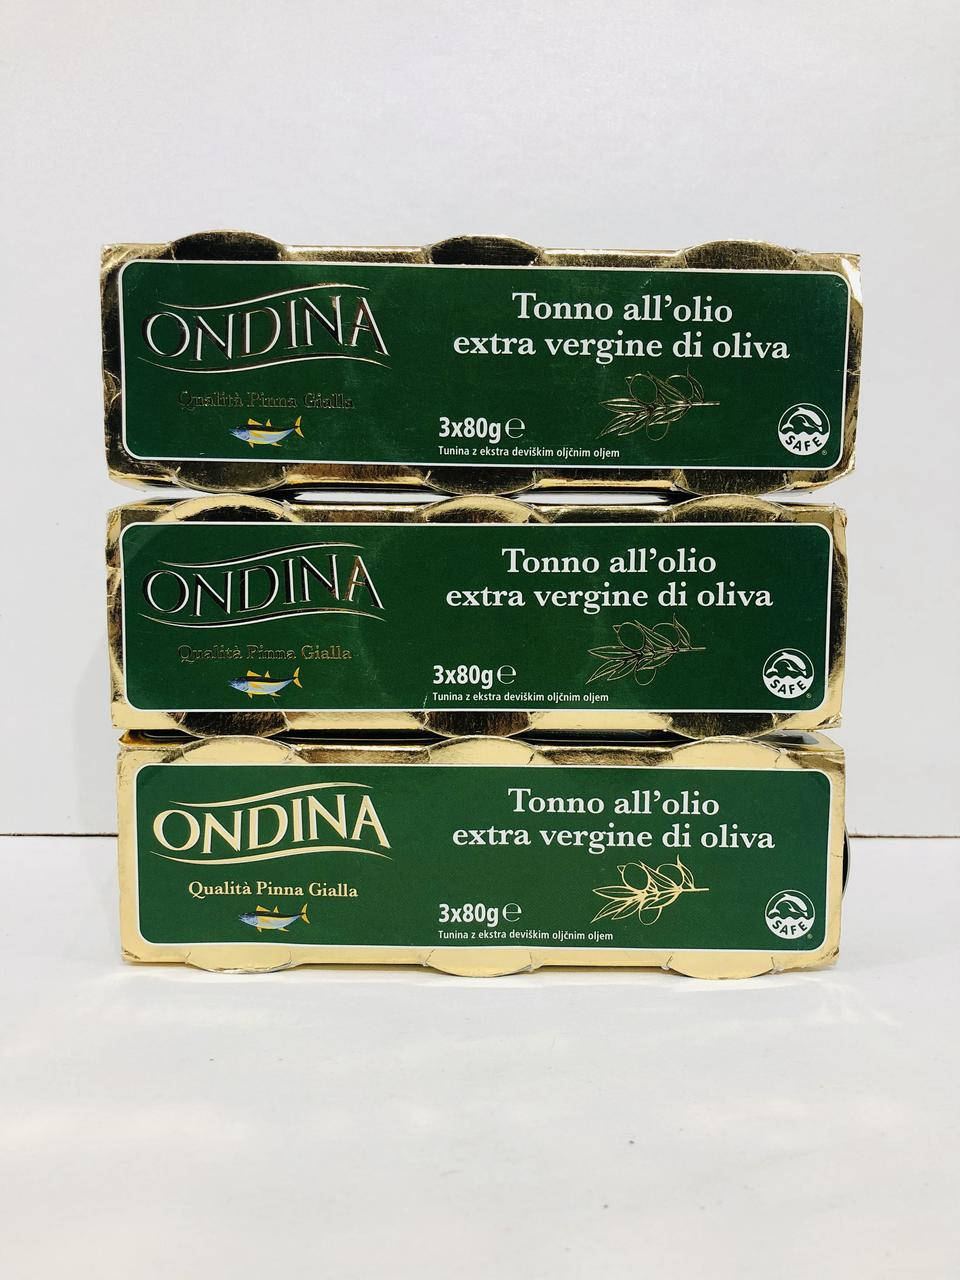 ONDINA
Qualità Pinna Gialla
Tonno all'olio
extra vergine di oliva
3x80g ℮
Tunina z ekstra deviškim oljčnim oljem
SAFE
ONDINA
Qualità Pinna Gialla
Tonno all'olio
extra vergine di oliva
3x80g ℮
Tunina z ekstra deviškim oljčnim oljem
SAFE
ONDINA
Qualità Pinna Gialla
Tonno all'olio
extra vergine di oliva
3x80g ℮
Tunina z ekstra deviškim oljčnim oljem
SAFE